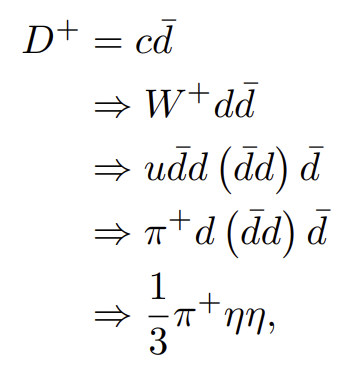 D⁺ = cd̄
⇒ W⁺dd̄
⇒ ud̄d (d̄d) d̄
⇒ π⁺d (d̄d) d̄
⇒ 1/3 π⁺ηη,